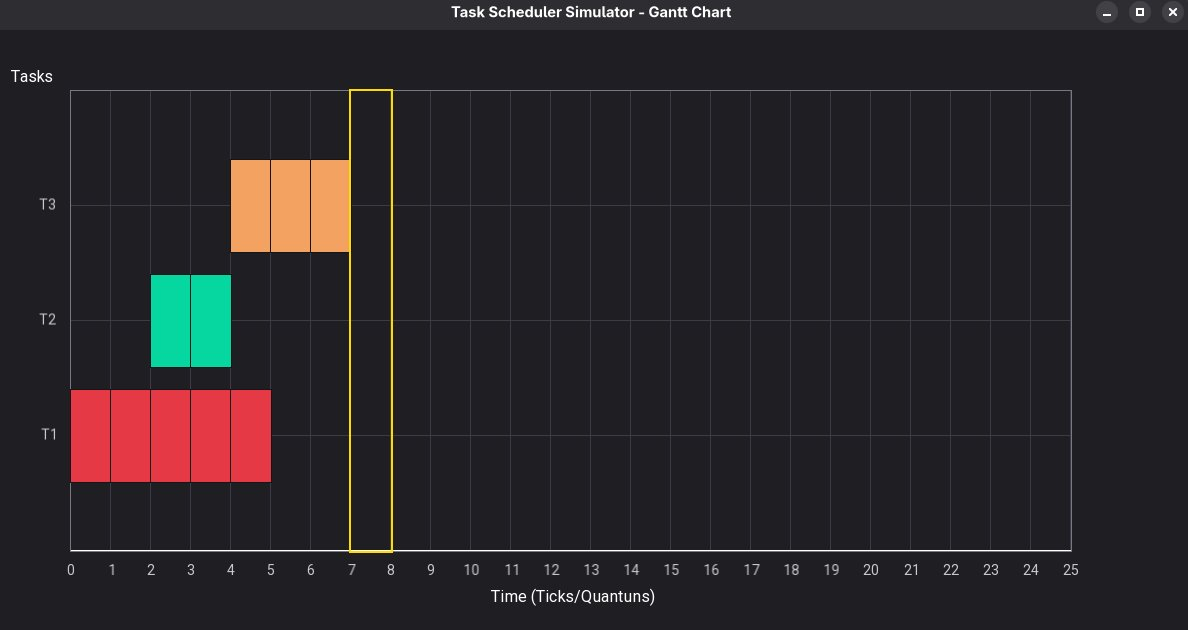 Task Scheduler Simulator - Gantt Chart
Tasks
T3
T2
T1
0 1 2 3 4 5 6 7 8 9 10 11 12 13 14 15 16 17 18 19 20 21 22 23 24 25
Time (Ticks/Quantuns)